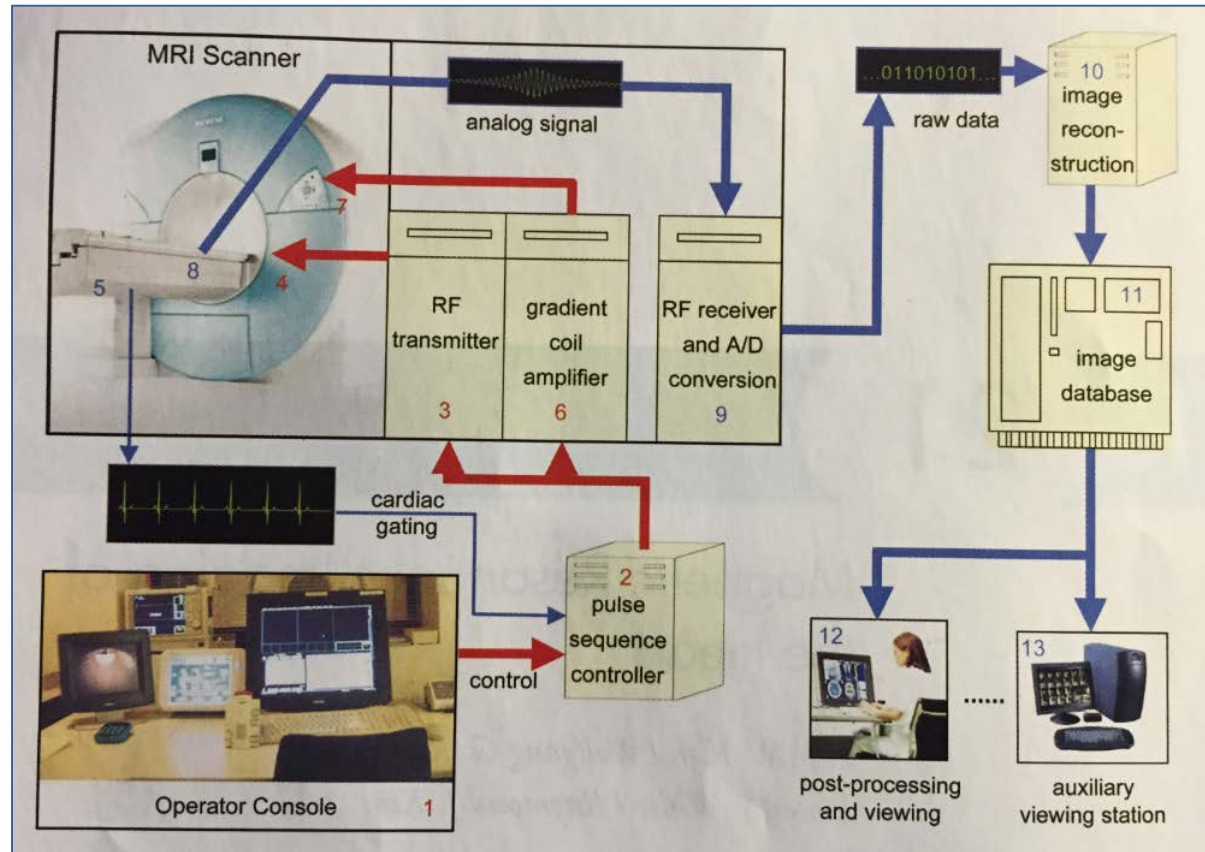 MRI Scanner
analog signal
...011010101...
raw data
10
image
recon-
struction
7
8
4
5
RF
transmitter
3
gradient
coil
amplifier
6
RF receiver
and A/D
conversion
9
11
image
database
cardiac
gating
2
pulse
sequence
controller
control
Operator Console 1
12
post-processing
and viewing
......
13
auxiliary
viewing station